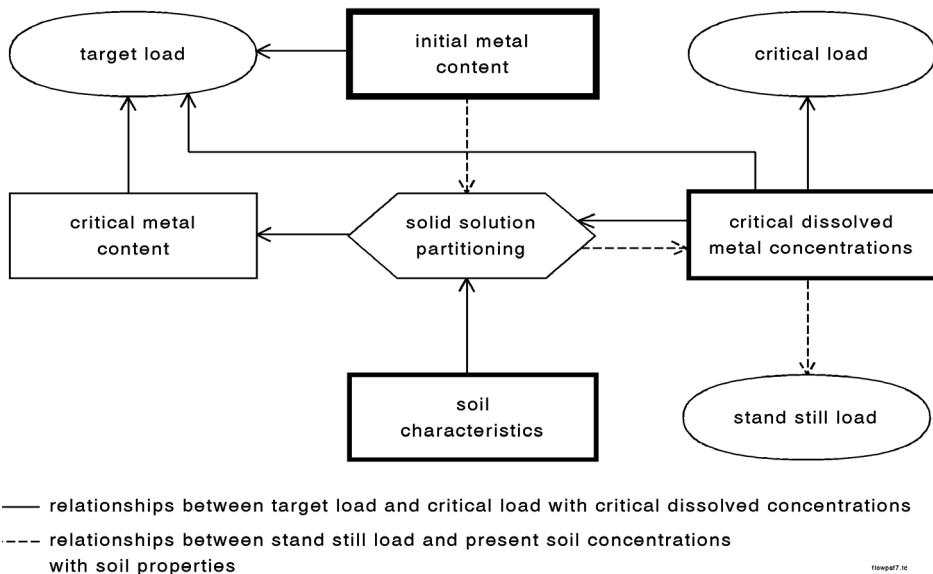 target load
initial metal
content
critical load
critical metal
content
solid solution
partitioning
critical dissolved
metal concentrations
soil
characteristics
stand still load
relationships between target load and critical load with critical dissolved concentrations
relationships between stand still load and present soil concentrations
with soil properties